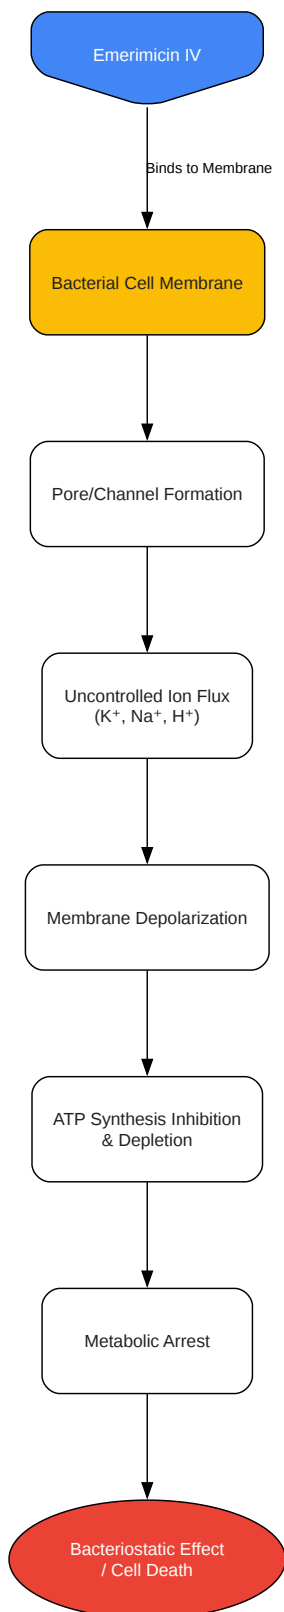 Emerimicin IV
Binds to Membrane
Bacterial Cell Membrane
Pore/Channel Formation
Uncontrolled Ion Flux
(K⁺, Na⁺, H⁺)
Membrane Depolarization
ATP Synthesis Inhibition
& Depletion
Metabolic Arrest
Bacteriostatic Effect
/ Cell Death